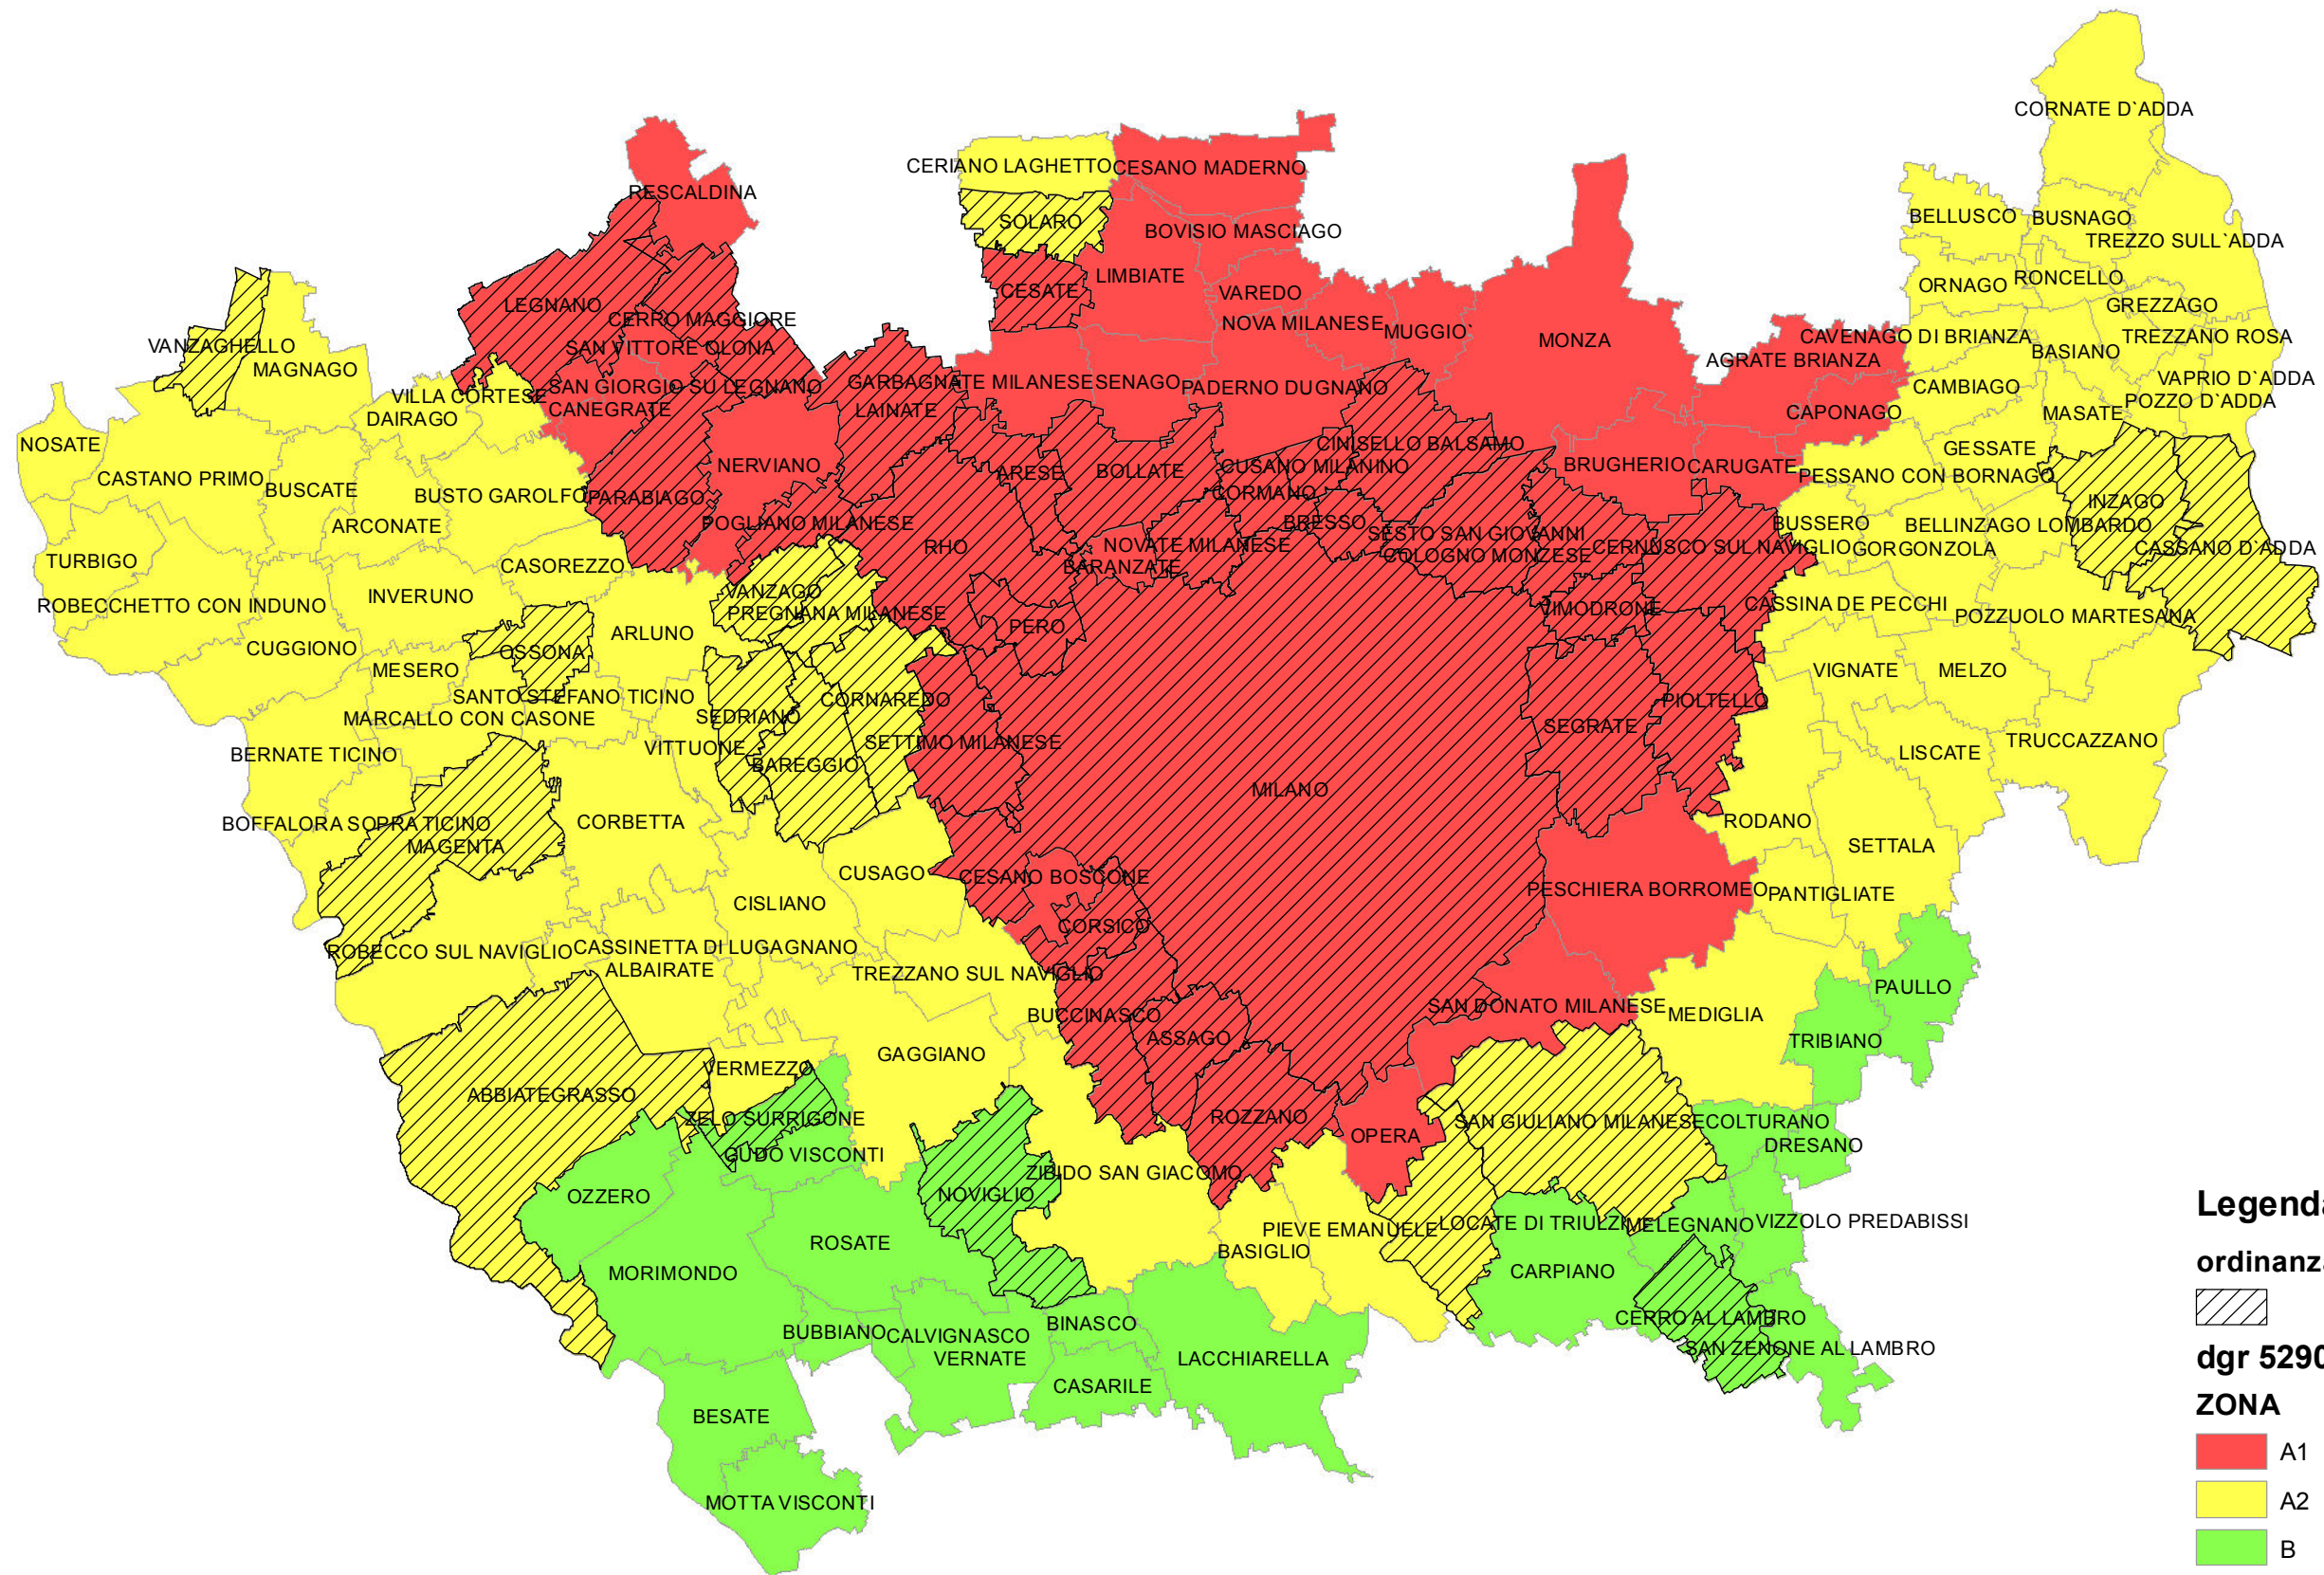 CORNATE D`ADDA
CERIANO LAGHETTO
CESANO MADERNO
RESCALDINA
BELLUSCO
BUSNAGO
SOLARO
BOVISIO MASCIAGO
TREZZO SULL`ADDA
LIMBIATE
ORNAGO
RONCELLO
CESATE
VAREDO
LEGNANO
GREZZAGO
CERRO MAGGIORE
NOVA MILANESE
MUGGIO`
CAVENAGO DI BRIANZA
TREZZANO ROSA
MONZA
VANZAGHELLO
SAN VITTORE OLONA
BASIANO
AGRATE BRIANZA
MAGNAGO
VAPRIO D`ADDA
GARBAGNATE MILANESE
SENAGO
PADERNO DUGNANO
SAN GIORGIO SU LEGNANO
CAMBIAGO
VILLA CORTESE
POZZO D`ADDA
CANEGRATE
LAINATE
CAPONAGO
MASATE
DAIRAGO
NOSATE
CINISELLO BALSAMO
GESSATE
NERVIANO
CUSANO MILANINO
BRUGHERIO
CARUGATE
ARESE
BOLLATE
PESSANO CON BORNAGO
CASTANO PRIMO
BUSCATE
CORMANO
BUSTO GAROLFO
PARABIAGO
INZAGO
POGLIANO MILANESE
BRESSO
BUSSERO
BELLINZAGO LOMBARDO
ARCONATE
SESTO SAN GIOVANNI
RHO
NOVATE MILANESE
CERNUSCO SUL NAVIGLIO
GORGONZOLA
CASSANO D`ADDA
COLOGNO MONZESE
TURBIGO
CASOREZZO
BARANZATE
VANZAGO
INVERUNO
ROBECCHETTO CON INDUNO
CASSINA DE PECCHI
VIMODRONE
PREGNANA MILANESE
POZZUOLO MARTESANA
PERO
ARLUNO
CUGGIONO
OSSONA
MESERO
VIGNATE
MELZO
SANTO STEFANO TICINO
CORNAREDO
PIOLTELLO
MARCALLO CON CASONE
SEDRIANO
SEGRATE
SETTIMO MILANESE
TRUCCAZZANO
VITTUONE
BERNATE TICINO
LISCATE
BAREGGIO
MILANO
BOFFALORA SOPRA TICINO
CORBETTA
RODANO
MAGENTA
SETTALA
CUSAGO
CESANO BOSCONE
PESCHIERA BORROMEO
PANTIGLIATE
CISLIANO
CORSICO
ROBECCO SUL NAVIGLIO
CASSINETTA DI LUGAGNANO
ALBAIRATE
TREZZANO SUL NAVIGLIO
PAULLO
SAN DONATO MILANESE
MEDIGLIA
BUCCINASCO
ASSAGO
TRIBIANO
GAGGIANO
VERMEZZO
ABBIATEGRASSO
ZELO SURRIGONE
ROZZANO
SAN GIULIANO MILANESE
COLTURANO
OPERA
DRESANO
GUDO VISCONTI
ZIBIDO SAN GIACOMO
OZZERO
NOVIGLIO
Legenda
PIEVE EMANUELE
LOCATE DI TRIULZI
MELEGNANO
VIZZOLO PREDABISSI
ROSATE
BASIGLIO
ordinanza
MORIMONDO
CARPIANO
CERRO AL LAMBRO
BINASCO
BUBBIANO
CALVIGNASCO
SAN ZENONE AL LAMBRO
VERNATE
LACCHIARELLA
dgr 5290
CASARILE
ZONA
BESATE
A1
A2
MOTTA VISCONTI
B